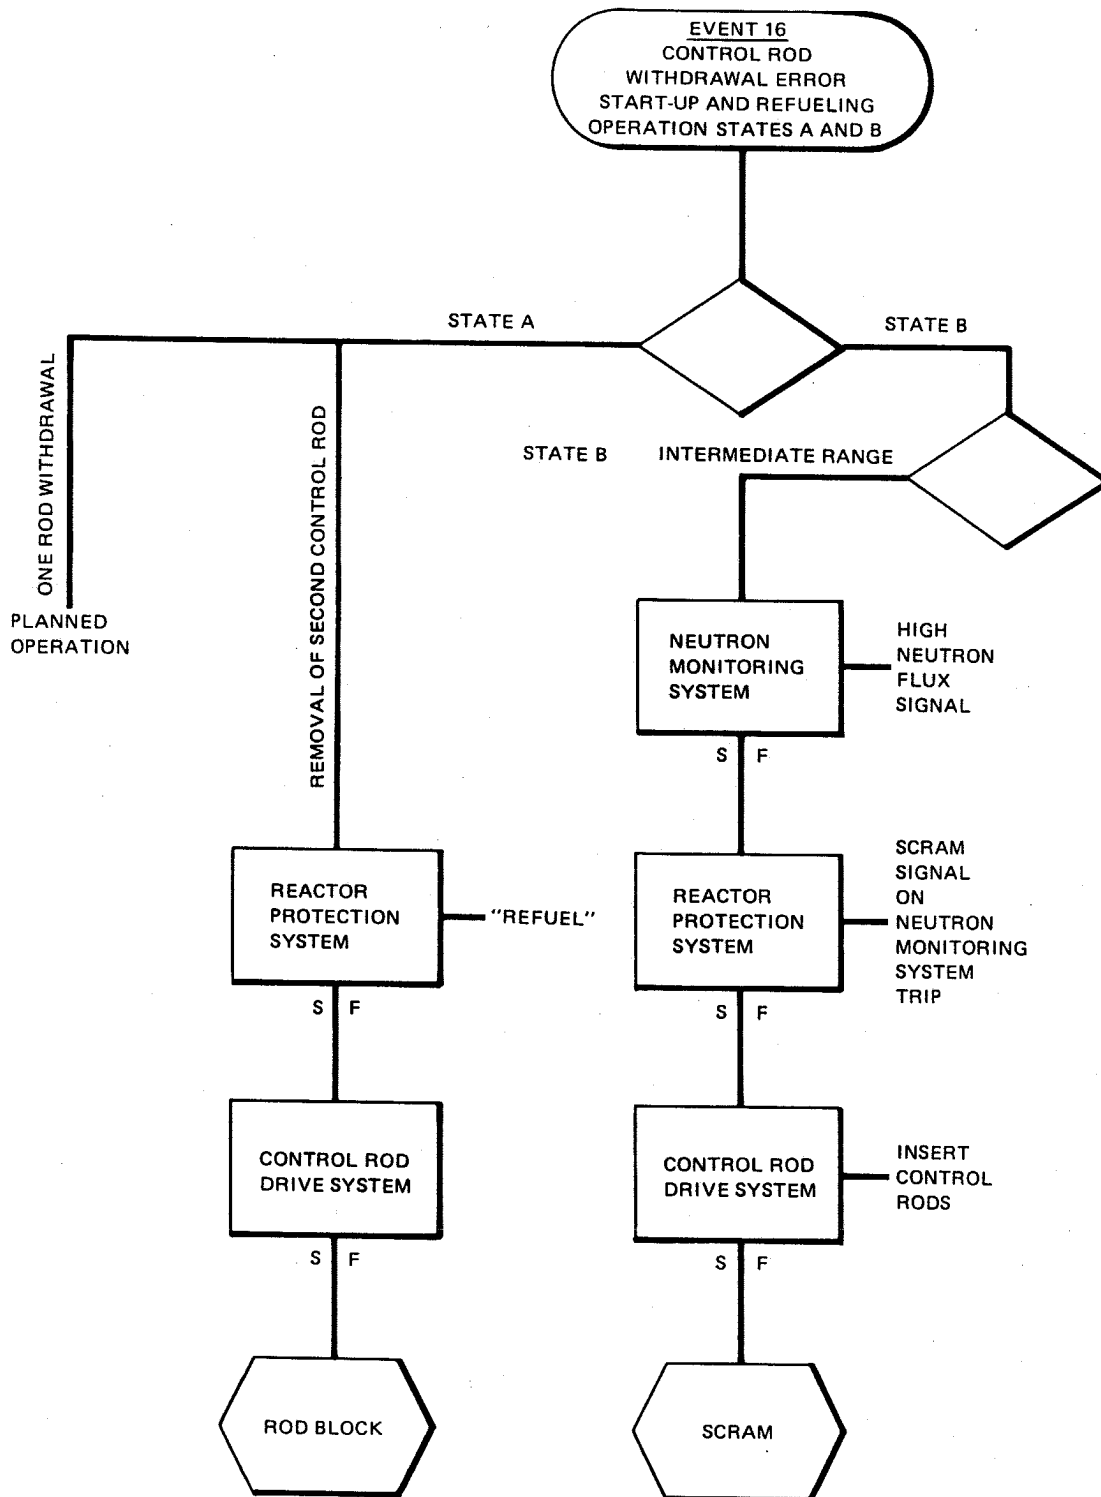 EVENT 16
CONTROL ROD
WITHDRAWAL ERROR
START-UP AND REFUELING
OPERATION STATES A AND B
STATE A
STATE B
ONE ROD WITHDRAWAL
REMOVAL OF SECOND CONTROL ROD
STATE B INTERMEDIATE RANGE
PLANNED
OPERATION
NEUTRON
MONITORING
SYSTEM
HIGH
NEUTRON
FLUX
SIGNAL
S F
REACTOR
PROTECTION
SYSTEM
"REFUEL"
REACTOR
PROTECTION
SYSTEM
SCRAM
SIGNAL
ON
NEUTRON
MONITORING
SYSTEM
TRIP
S F
S F
CONTROL ROD
DRIVE SYSTEM
CONTROL ROD
DRIVE SYSTEM
INSERT
CONTROL
RODS
S F
S F
ROD BLOCK
SCRAM